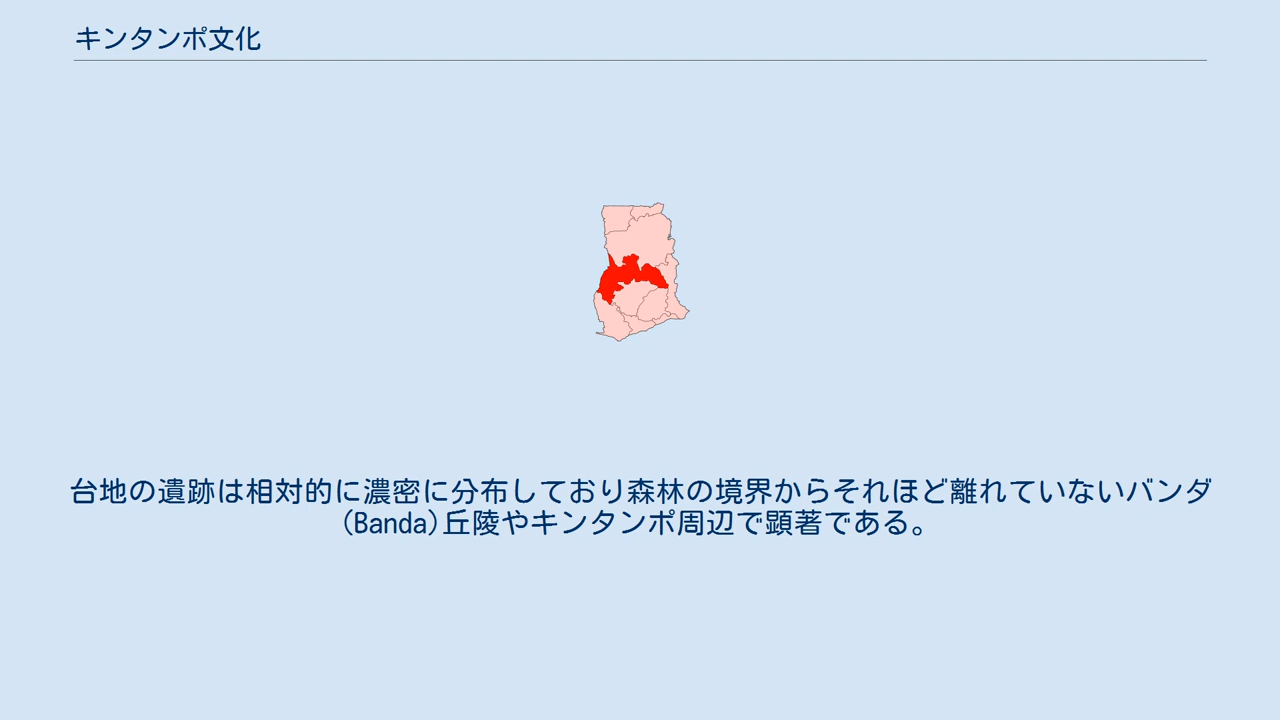 キンタンポ文化
台地の遺跡は相対的に濃密に分布しており森林の境界からそれほど離れていないバンダ
(Banda)丘陵やキンタンポ周辺で顕著である。